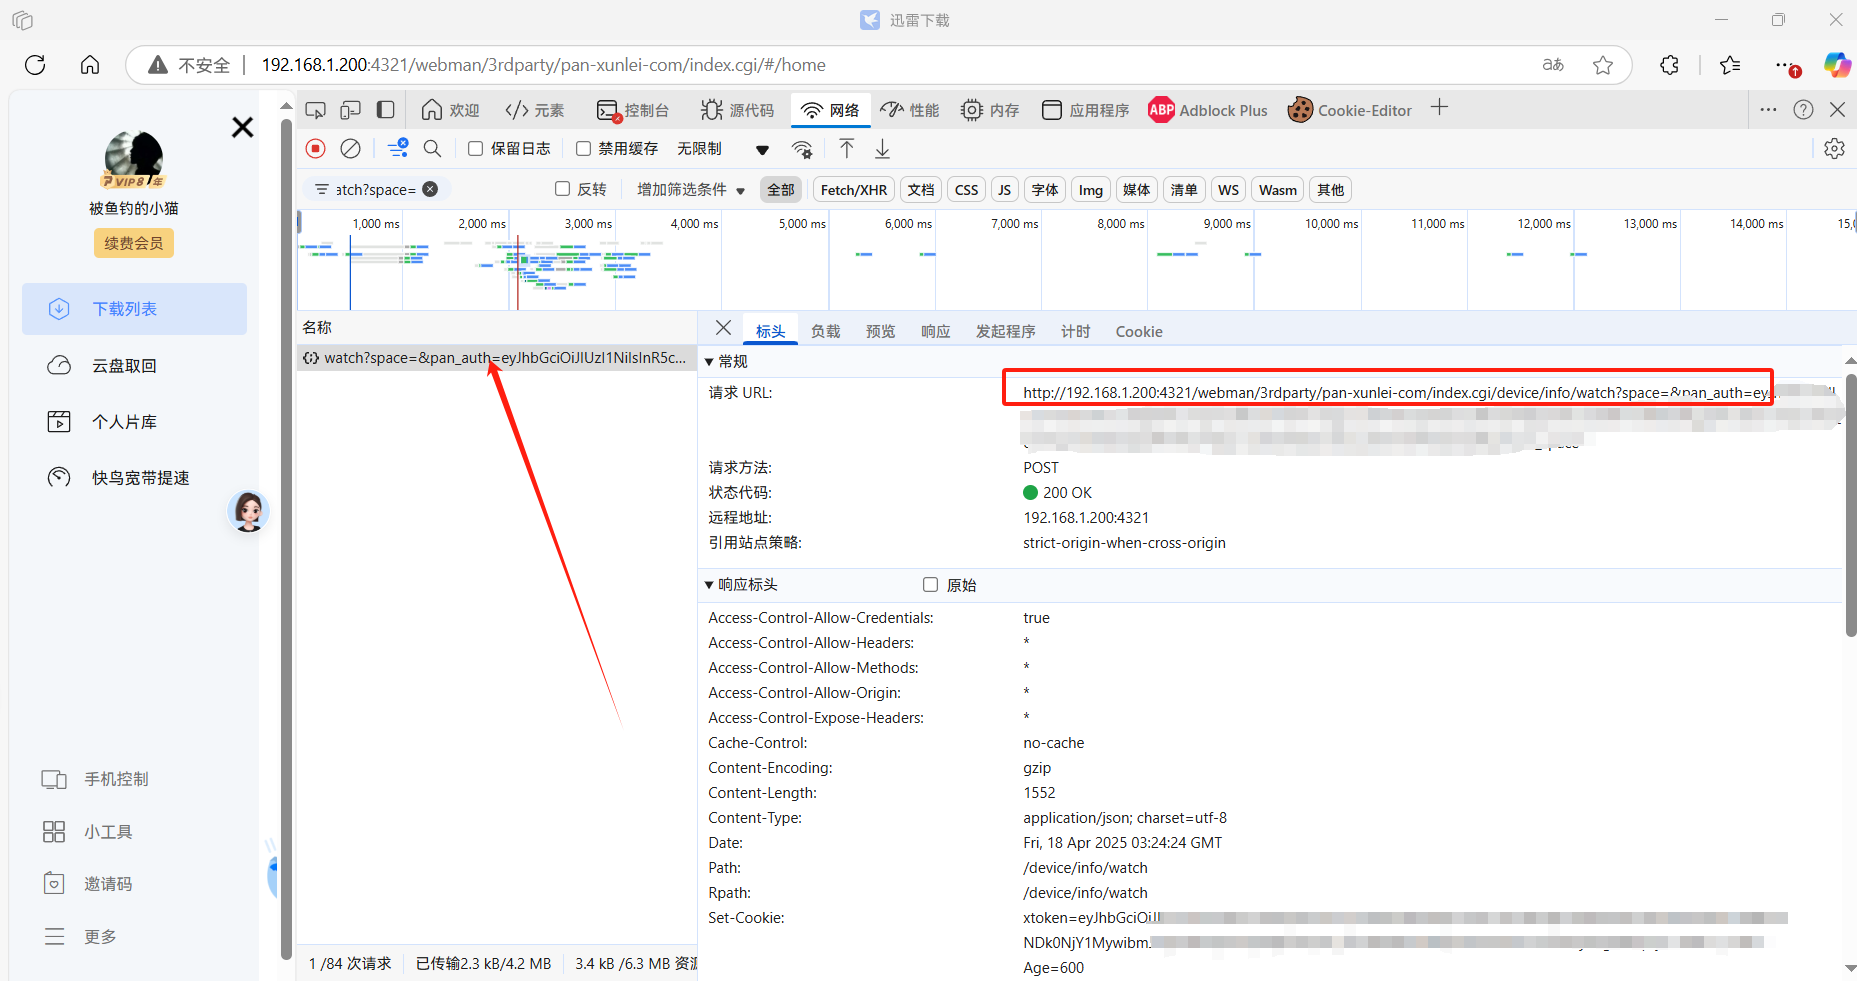 迅雷下载
不安全 192.168.1.200:4321/webman/3rdparty/pan-xunlei-com/index.cgi/#/home
欢迎 元素 控制台 源代码 网络 性能 内存 应用程序 ABP Adblock Plus Cookie-Editor
保留日志 禁用缓存 无限制
atch?space= 反转 增加筛选条件 全部 Fetch/XHR 文档 CSS JS 字体 Img 媒体 清单 WS Wasm 其他
1,000 ms 2,000 ms 3,000 ms 4,000 ms 5,000 ms 6,000 ms 7,000 ms 8,000 ms 9,000 ms 10,000 ms 11,000 ms 12,000 ms 13,000 ms 14,000 ms 15,0
VIP8 年
被鱼钓的小猫
续费会员
下载列表
云盘取回
个人片库
快鸟宽带提速
手机控制
小工具
邀请码
更多
名称
watch?space=&pan_auth=eyJhbGciOiJIUzI1NiIsInR5c...
1 /84 次请求 已传输2.3 kB/4.2 MB 3.4 kB /6.3 MB 资源
标头 负载 预览 响应 发起程序 计时 Cookie
常规
请求 URL: http://192.168.1.200:4321/webman/3rdparty/pan-xunlei-com/index.cgi/device/info/watch?space=&pan_auth=ey
请求方法: POST
状态代码: 200 OK
远程地址: 192.168.1.200:4321
引用站点策略: strict-origin-when-cross-origin
响应标头 原始
Access-Control-Allow-Credentials: true
Access-Control-Allow-Headers: *
Access-Control-Allow-Methods: *
Access-Control-Allow-Origin: *
Access-Control-Expose-Headers: *
Cache-Control: no-cache
Content-Encoding: gzip
Content-Length: 1552
Content-Type: application/json; charset=utf-8
Date: Fri, 18 Apr 2025 03:24:24 GMT
Path: /device/info/watch
Rpath: /device/info/watch
Set-Cookie: xtoken=eyJhbGciOiJI
NDk0NjY1Mywibm
Age=600